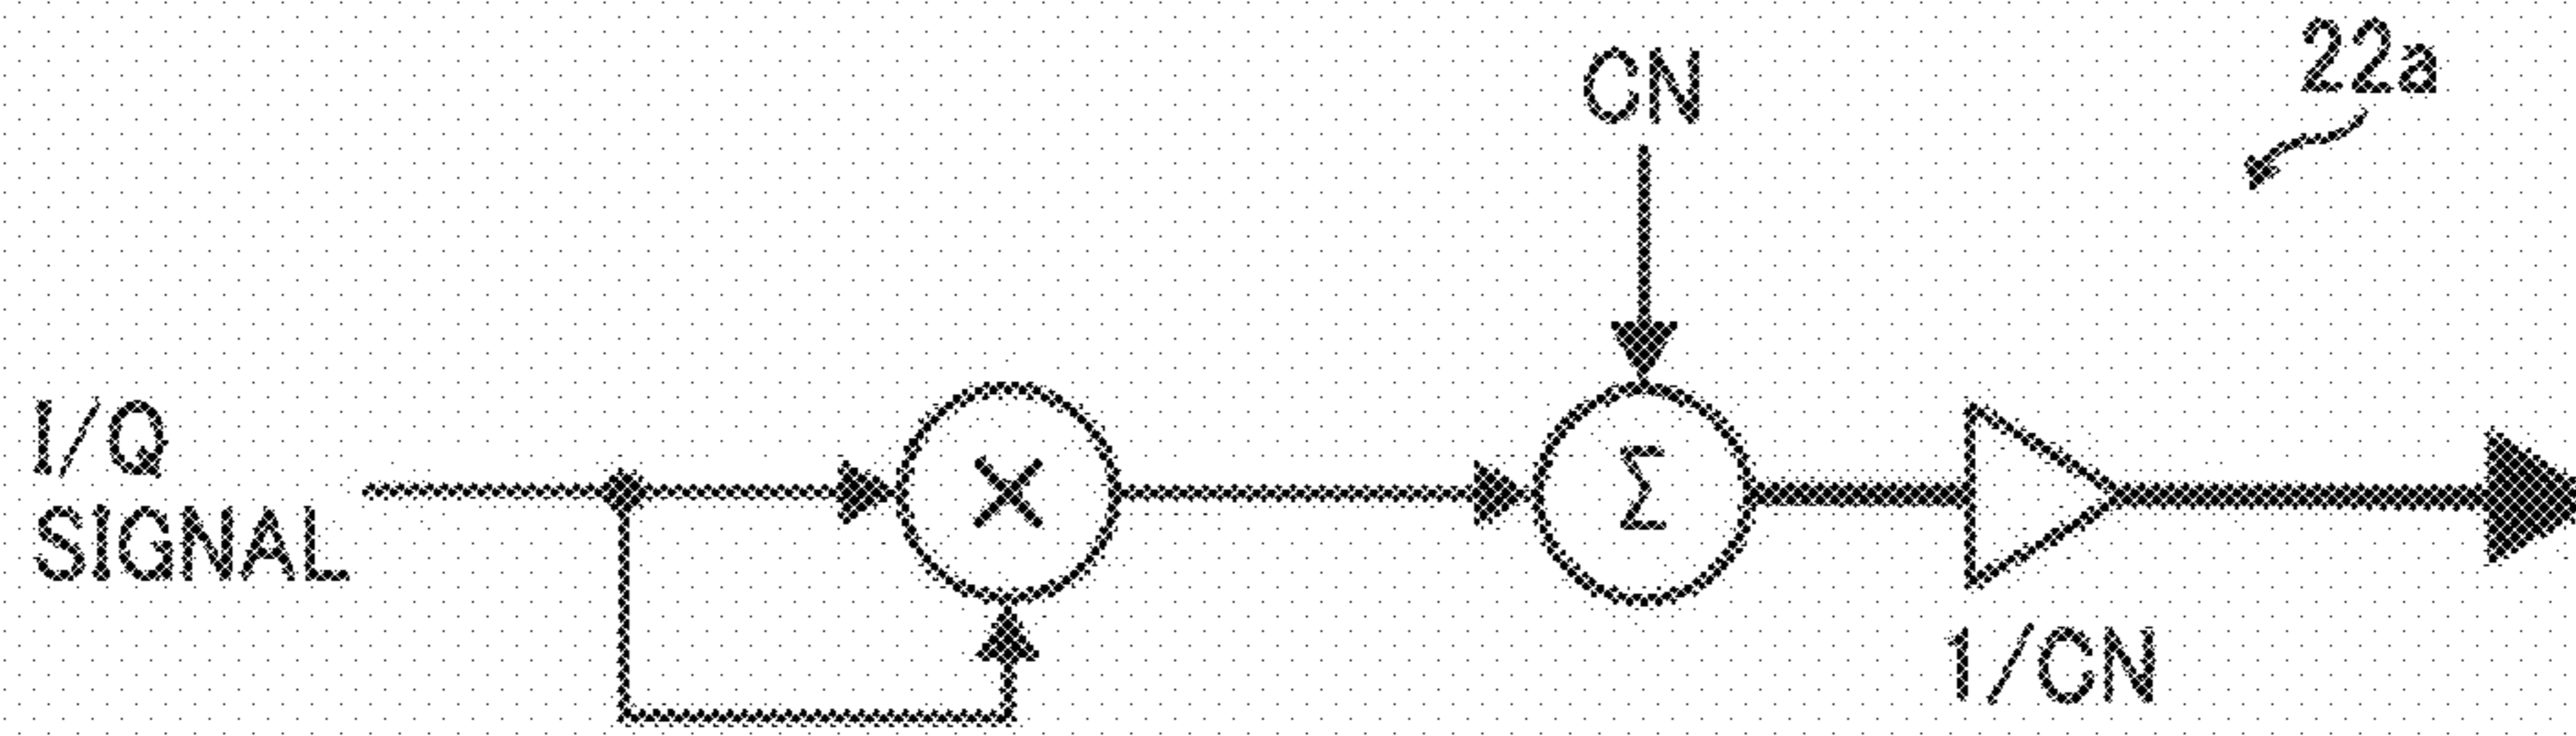 22a
CN
I/Q
SIGNAL
×
Σ
1/CN